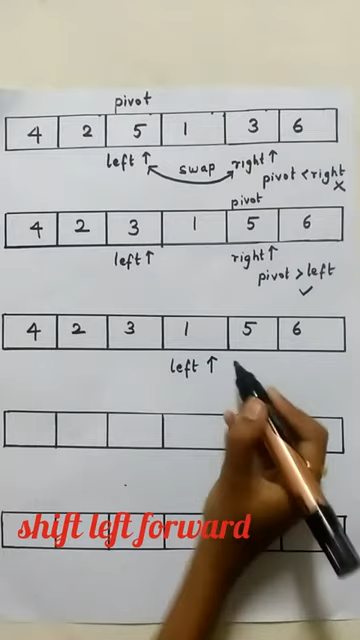 pivot
4 2 5 1 3 6
left ↑ swap right ↑
pivot < right
×
pivot
4 2 3 1 5 6
left ↑ right ↑
pivot > left
✓
4 2 3 1 5 6
left ↑
shift left forward